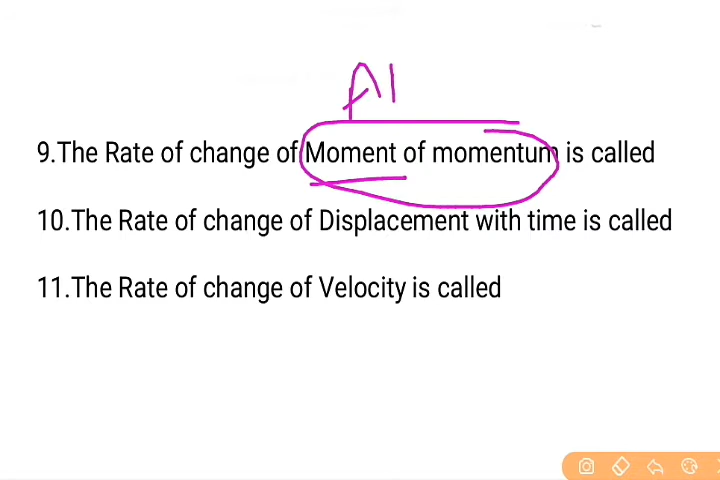 A1
9.The Rate of change of Moment of momentum is called
10.The Rate of change of Displacement with time is called
11.The Rate of change of Velocity is called